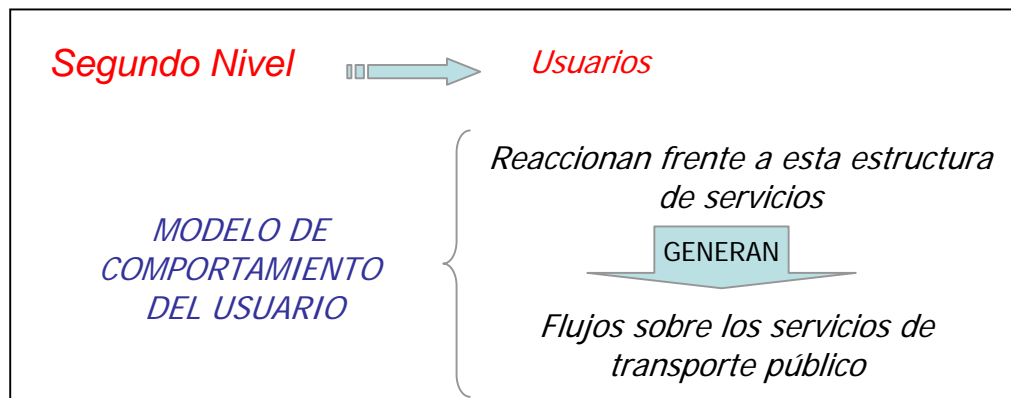 Segundo Nivel
Usuarios
MODELO DE
COMPORTAMIENTO
DEL USUARIO
Reaccionan frente a esta estructura
de servicios
GENERAN
Flujos sobre los servicios de
transporte público